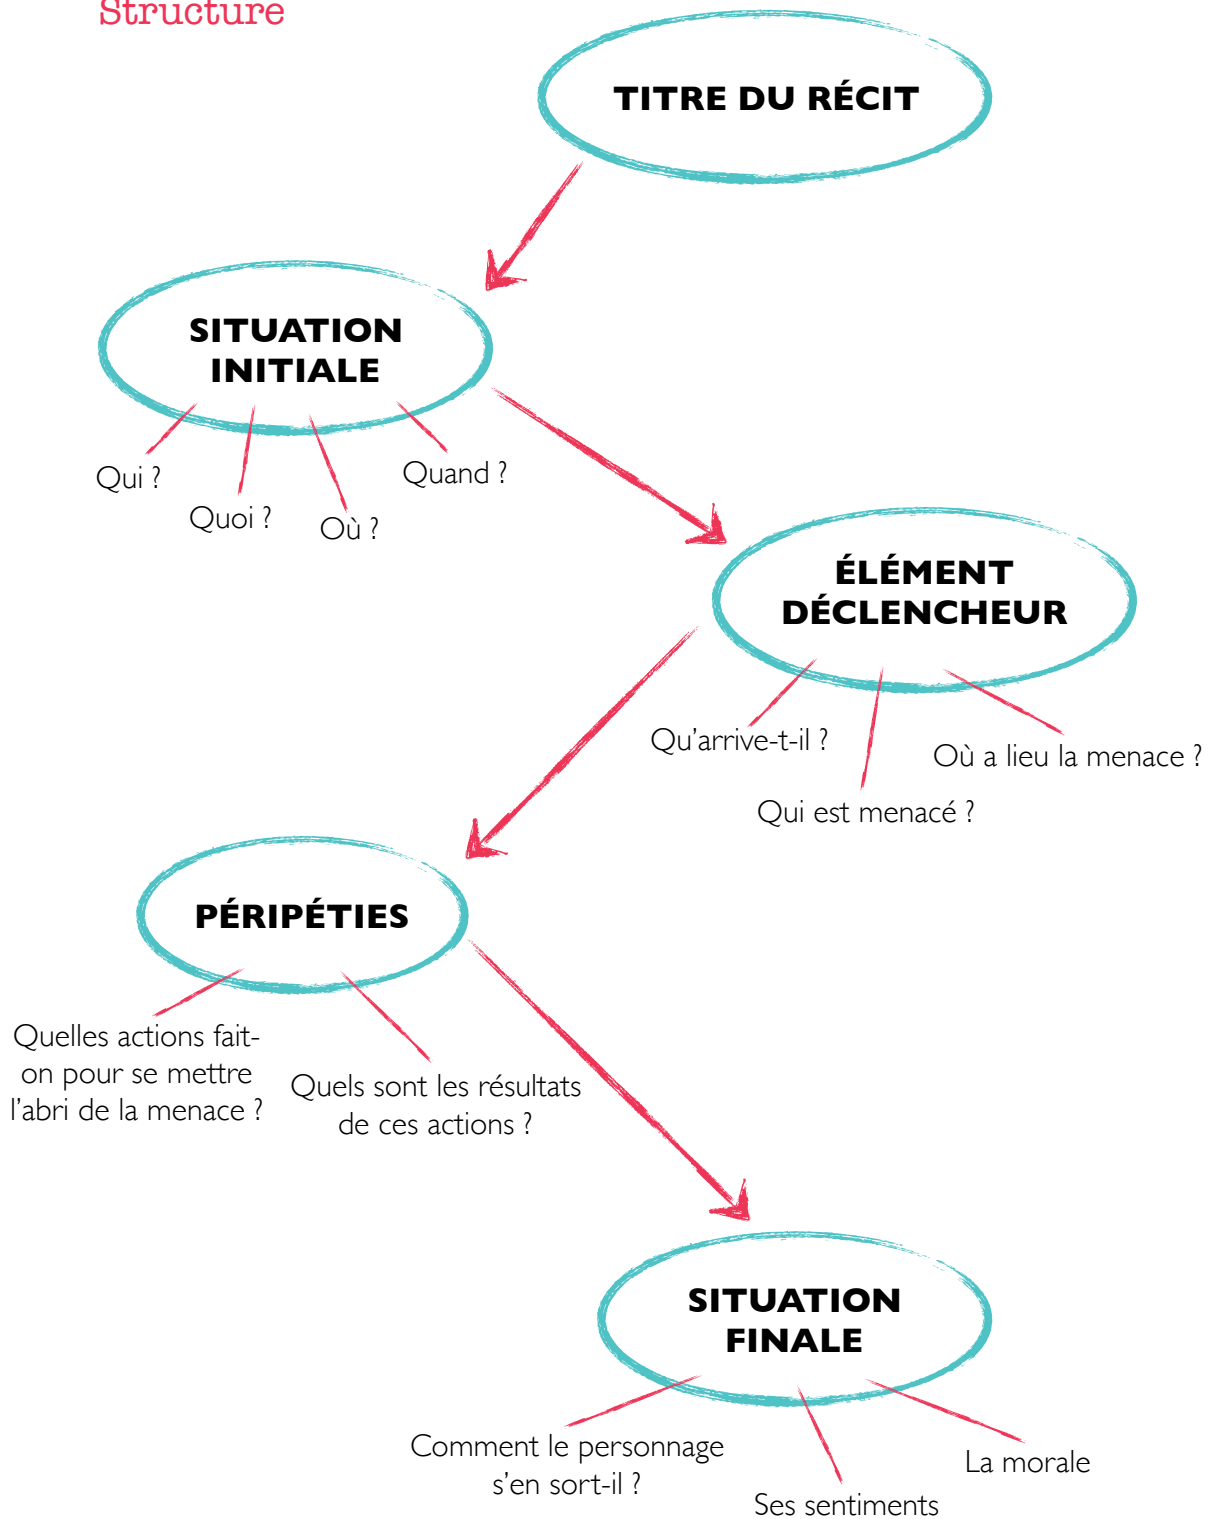 Structure
TITRE DU RÉCIT
SITUATION
INITIALE
Qui ?
Quoi ?
Où ?
Quand ?
ÉLÉMENT
DÉCLENCHEUR
Qu’arrive-t-il ?
Qui est menacé ?
Où a lieu la menace ?
PÉRIPÉTIES
Quelles actions fait-
on pour se mettre
l’abri de la menace ?
Quels sont les résultats
de ces actions ?
SITUATION
FINALE
Comment le personnage
s’en sort-il ?
Ses sentiments
La morale